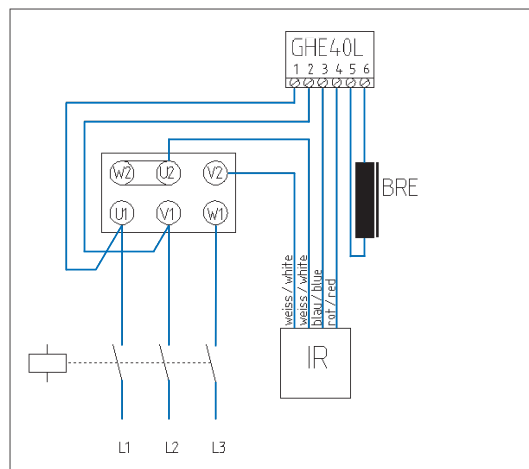 GHE40L
1 2 3 4 5 6
W2 U2 V2
BRE
U1 V1 W1
weiss / white
weiss / white
blau / blue
rot / red
IR
L1 L2 L3